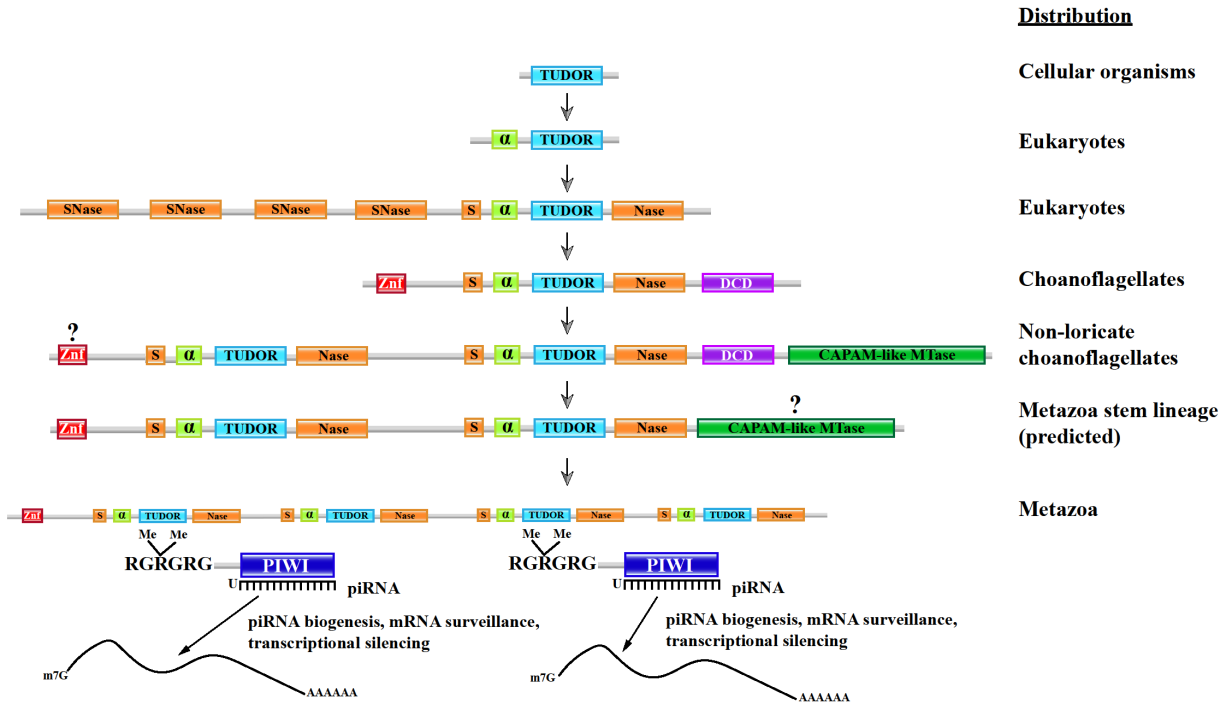 Distribution
TUDOR
Cellular organisms
α TUDOR
Eukaryotes
SNase SNase SNase SNase S α TUDOR Nase
Eukaryotes
Znf S α TUDOR Nase DCD
Choanoflagellates
?
Znf S α TUDOR Nase S α TUDOR Nase DCD CAPAM-like MTase
Non-loricate
choanoflagellates
?
Znf S α TUDOR Nase S α TUDOR Nase CAPAM-like MTase
Metazoa stem lineage
(predicted)
Znf S α TUDOR Nase S α TUDOR Nase S α TUDOR Nase S α TUDOR Nase
Metazoa
Me Me Me Me
RGRGRG PIWI RGRGRG PIWI
U piRNA U piRNA
piRNA biogenesis, mRNA surveillance,
transcriptional silencing
piRNA biogenesis, mRNA surveillance,
transcriptional silencing
m7G AAAAAA
m7G AAAAAA